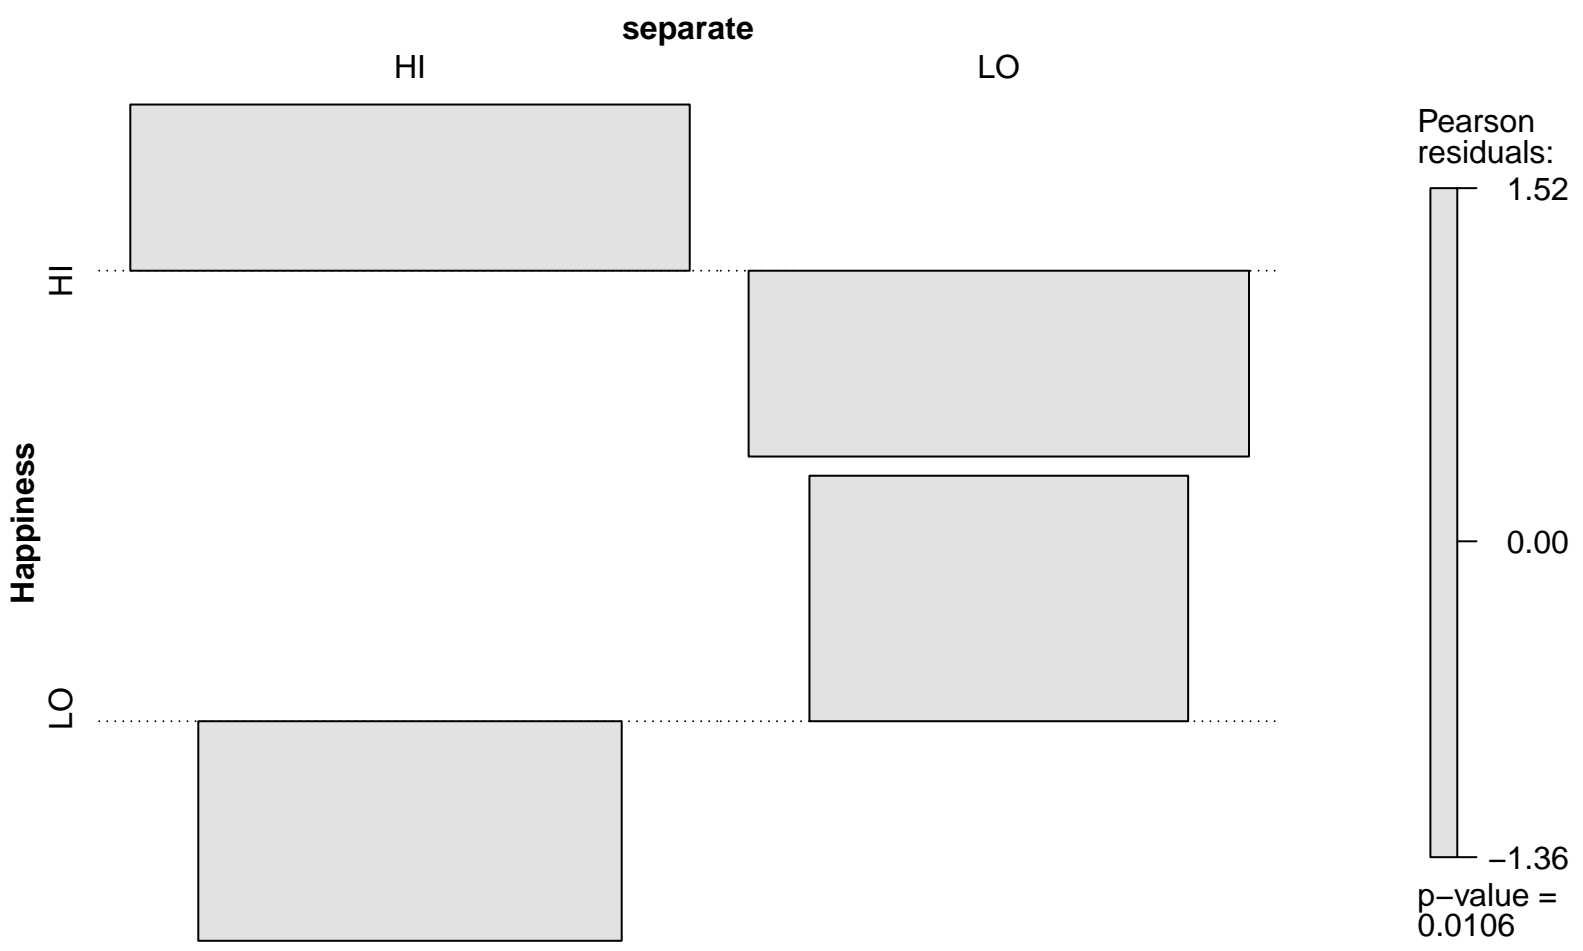 separate
HI
LO
HI
LO
Happiness
Pearson
residuals:
1.52
0.00
−1.36
p−value =
0.0106